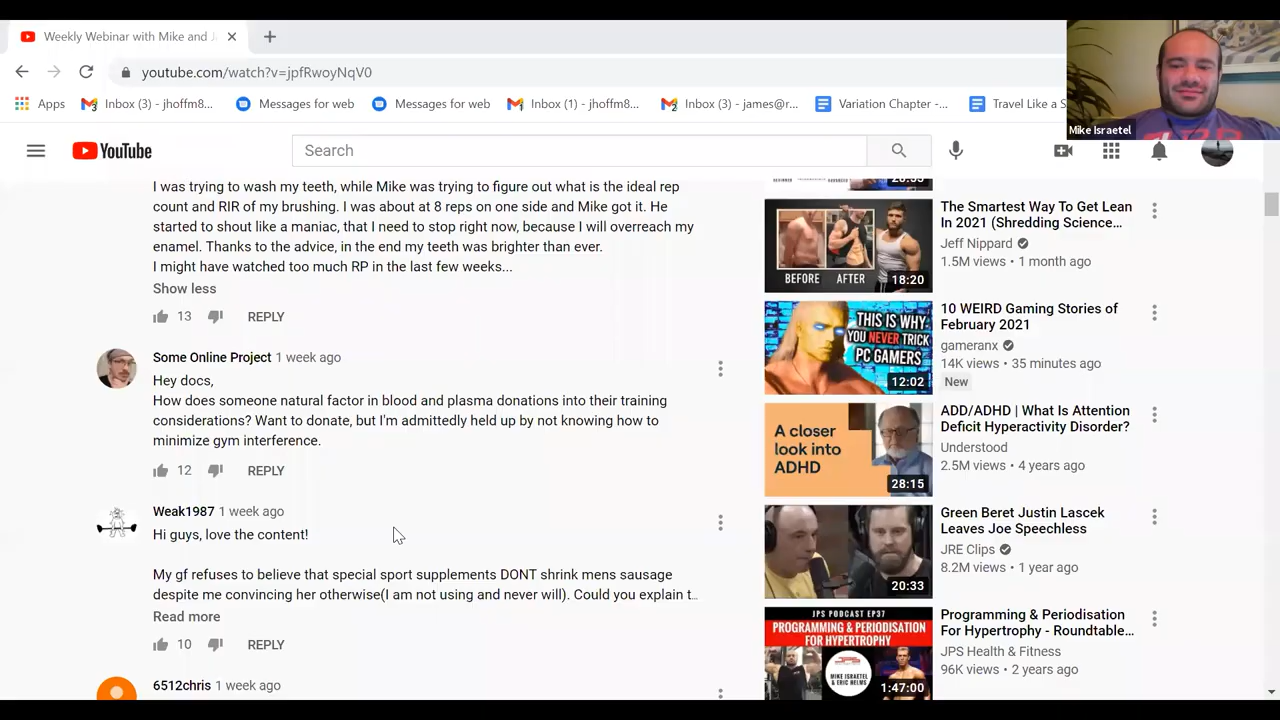 Weekly Webinar with Mike and J
youtube.com/watch?v=jpfRwoyNqV0
Apps
Inbox (3) - jhoffm8...
Messages for web
Messages for web
Inbox (1) - jhoffm8...
Inbox (3) - james@r...
Variation Chapter -...
Travel Like a S
Mike Israetel
YouTube
Search
I was trying to wash my teeth, while Mike was trying to figure out what is the ideal rep
count and RIR of my brushing. I was about at 8 reps on one side and Mike got it. He
started to shout like a maniac, that I need to stop right now, because I will overreach my
enamel. Thanks to the advice, in the end my teeth was brighter than ever.
I might have watched too much RP in the last few weeks...
Show less
13
REPLY
Some Online Project 1 week ago
Hey docs,
How does someone natural factor in blood and plasma donations into their training
considerations? Want to donate, but I'm admittedly held up by not knowing how to
minimize gym interference.
12
REPLY
Weak1987 1 week ago
Hi guys, love the content!
My gf refuses to believe that special sport supplements DONT shrink mens sausage
despite me convincing her otherwise(I am not using and never will). Could you explain t...
Read more
10
REPLY
6512chris 1 week ago
The Smartest Way To Get Lean
In 2021 (Shredding Science...
Jeff Nippard
1.5M views • 1 month ago
BEFORE AFTER
18:20
10 WEIRD Gaming Stories of
February 2021
gameranx
14K views • 35 minutes ago
New
THIS IS WHY
YOU NEVER TRICK
PC GAMERS
12:02
ADD/ADHD | What Is Attention
Deficit Hyperactivity Disorder?
Understood
2.5M views • 4 years ago
A closer
look into
ADHD
28:15
Green Beret Justin Lascek
Leaves Joe Speechless
JRE Clips
8.2M views • 1 year ago
20:33
Programming & Periodisation
For Hypertrophy - Roundtable...
JPS Health & Fitness
96K views • 2 years ago
JPS PODCAST EP37
PROGRAMMING & PERIODISATION
FOR HYPERTROPHY
JPS
MIKE ISRAETEL
& ERIC HELMS
1:47:00